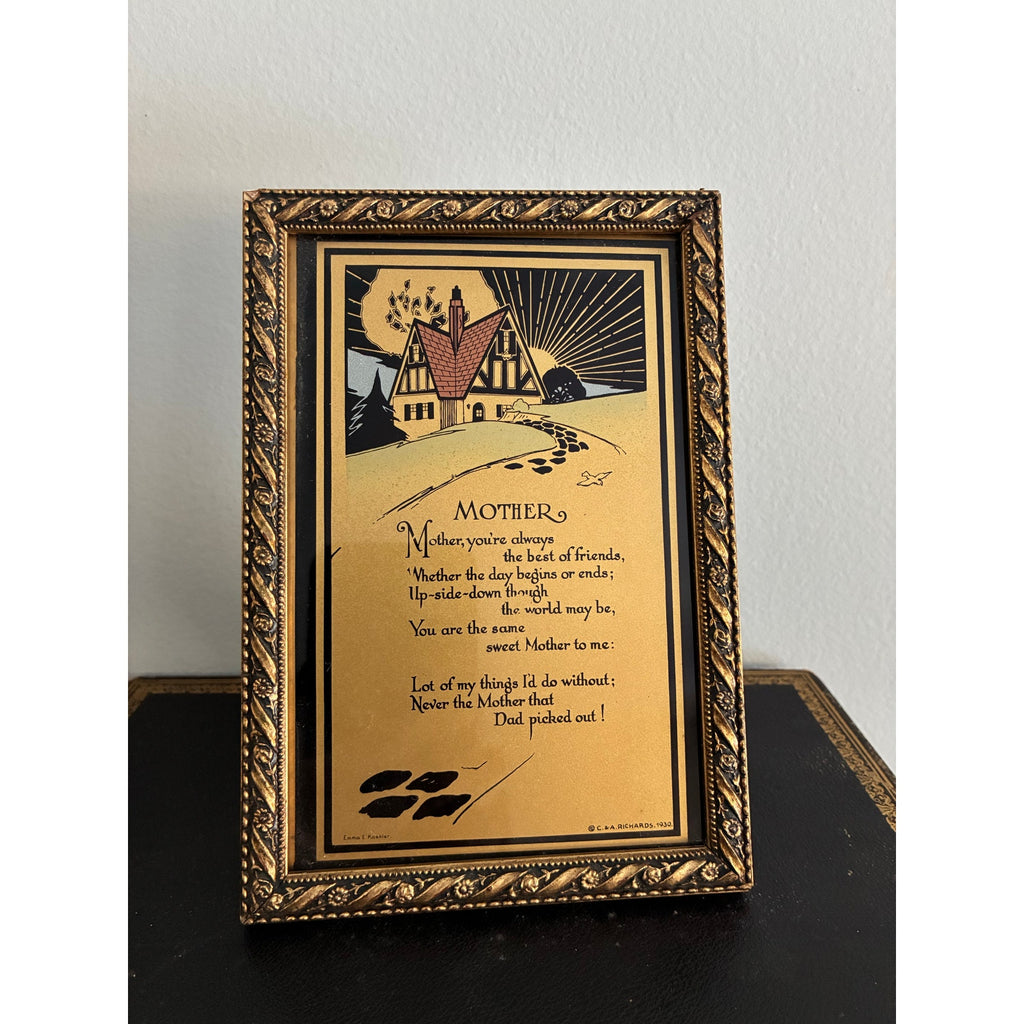 MOTHER
Mother, you're always
the best of friends,
Whether the day begins or ends;
Up-side-down though
the world may be,
You are the same
sweet Mother to me:
Lot of my things I'd do without;
Never the Mother that
Dad picked out!
© C. & A. RICHARDS. 1930.